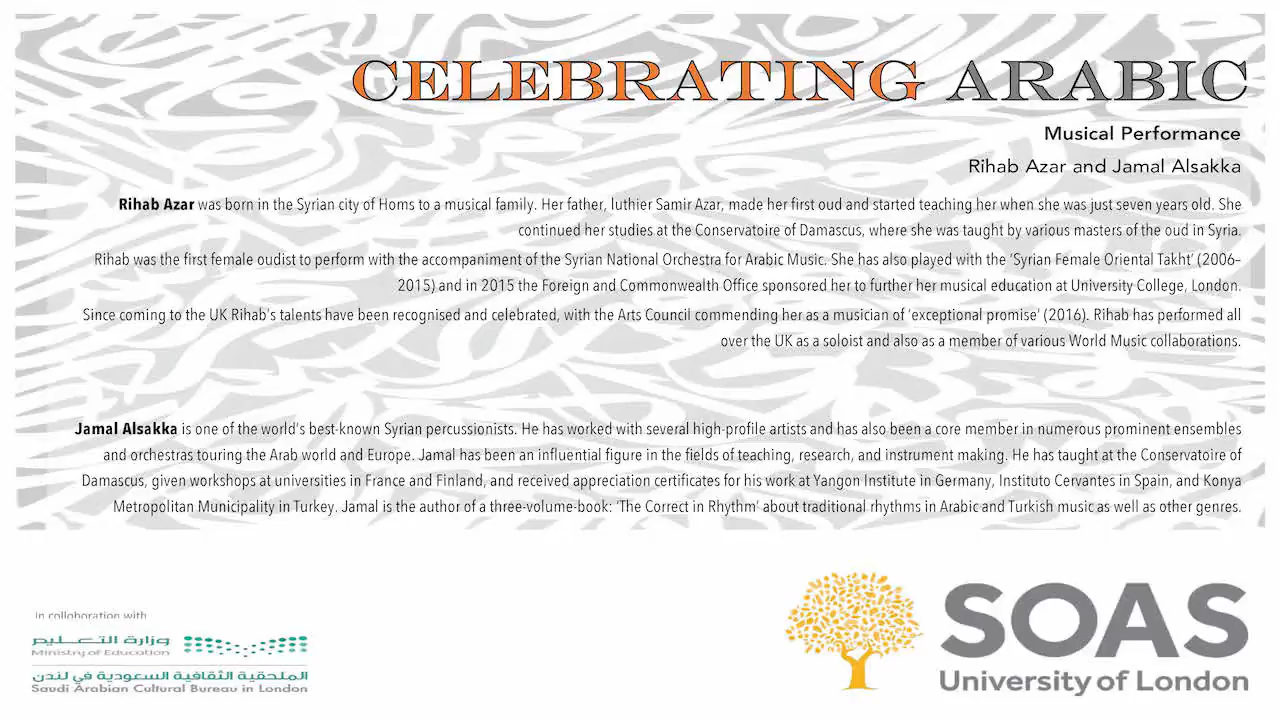 CELEBRATING ARABIC
Musical Performance
Rihab Azar and Jamal Alsakka
Rihab Azar was born in the Syrian city of Homs to a musical family. Her father, luthier Samir Azar, made her first oud and started teaching her when she was just seven years old. She
continued her studies at the Conservatoire of Damascus, where she was taught by various masters of the oud in Syria.
Rihab was the first female oudist to perform with the accompaniment of the Syrian National Orchestra for Arabic Music. She has also played with the ‘Syrian Female Oriental Takht’ (2006–
2015) and in 2015 the Foreign and Commonwealth Office sponsored her to further her musical education at University College, London.
Since coming to the UK Rihab’s talents have been recognised and celebrated, with the Arts Council commending her as a musician of ‘exceptional promise’ (2016). Rihab has performed all
over the UK as a soloist and also as a member of various World Music collaborations.
Jamal Alsakka is one of the world’s best-known Syrian percussionists. He has worked with several high-profile artists and has also been a core member in numerous prominent ensembles
and orchestras touring the Arab world and Europe. Jamal has been an influential figure in the fields of teaching, research, and instrument making. He has taught at the Conservatoire of
Damascus, given workshops at universities in France and Finland, and received appreciation certificates for his work at Yangon Institute in Germany, Instituto Cervantes in Spain, and Konya
Metropolitan Municipality in Turkey. Jamal is the author of a three-volume-book: ‘The Correct in Rhythm’ about traditional rhythms in Arabic and Turkish music as well as other genres.
in collaboration with
وزارة التعليم
Ministry of Education
الملحقية الثقافية السعودية في لندن
Saudi Arabian Cultural Bureau in London
SOAS
University of London